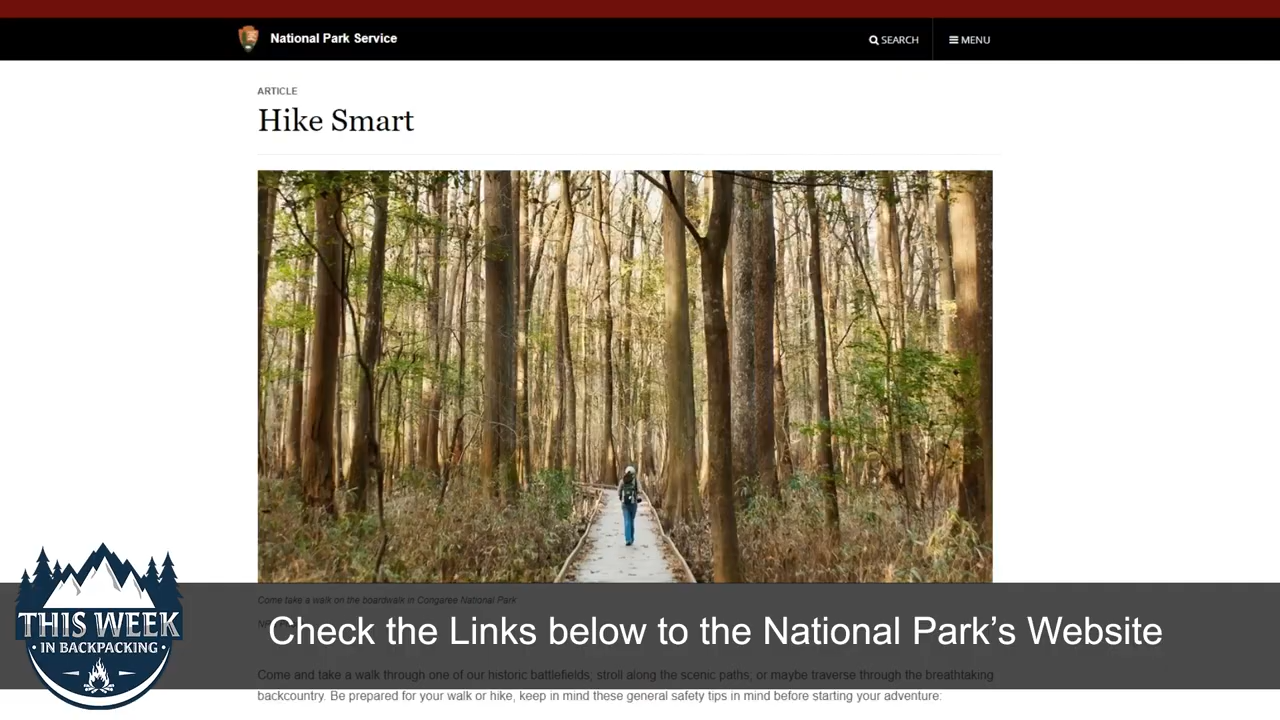 National Park Service
SEARCH
MENU
ARTICLE
Hike Smart
Come take a walk on the boardwalk in Congaree National Park
Check the Links below to the National Park’s Website
THIS WEEK
IN BACKPACKING
Come and take a walk through one of our historic battlefields; stroll along the scenic paths; or maybe traverse through the breathtaking
backcountry. Be prepared for your walk or hike, keep in mind these general safety tips in mind before starting your adventure: